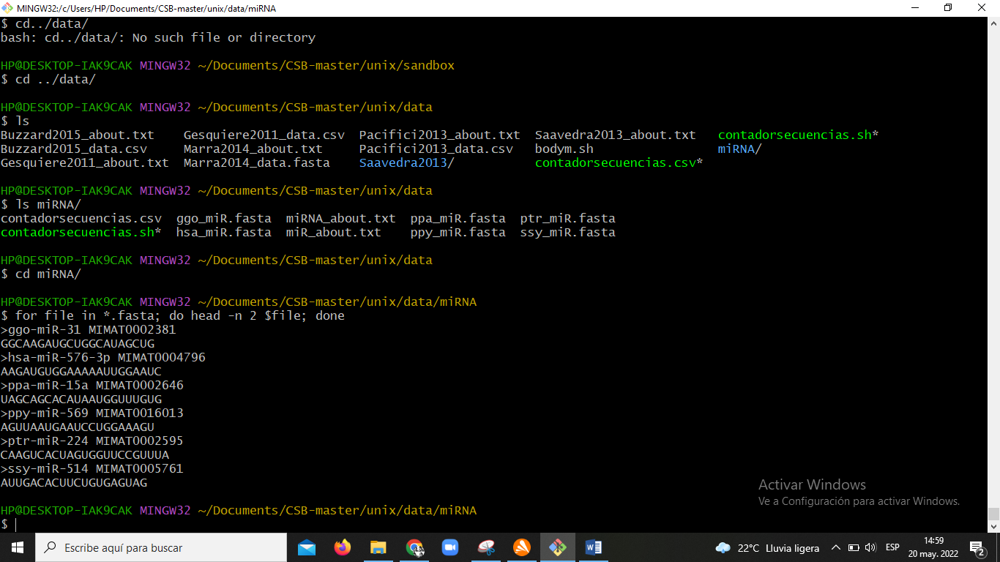 MINGW32:/c/Users/HP/Documents/CSB-master/unix/data/miRNA
$ cd../data/
bash: cd../data/: No such file or directory
HP@DESKTOP-IAK9CAK MINGW32 ~/Documents/CSB-master/unix/sandbox
$ cd ../data/
HP@DESKTOP-IAK9CAK MINGW32 ~/Documents/CSB-master/unix/data
$ ls
Buzzard2015_about.txt    Gesquiere2011_data.csv  Pacifici2013_about.txt  Saavedra2013_about.txt   contadorsecuencias.sh*
Buzzard2015_data.csv     Marra2014_about.txt     Pacifici2013_data.csv   bodym.sh                 miRNA/
Gesquiere2011_about.txt  Marra2014_data.fasta    Saavedra2013/           contadorsecuencias.csv*
HP@DESKTOP-IAK9CAK MINGW32 ~/Documents/CSB-master/unix/data
$ ls miRNA/
contadorsecuencias.csv  ggo_miR.fasta  miRNA_about.txt  ppa_miR.fasta  ptr_miR.fasta
contadorsecuencias.sh*  hsa_miR.fasta  miR_about.txt    ppy_miR.fasta  ssy_miR.fasta
HP@DESKTOP-IAK9CAK MINGW32 ~/Documents/CSB-master/unix/data
$ cd miRNA/
HP@DESKTOP-IAK9CAK MINGW32 ~/Documents/CSB-master/unix/data/miRNA
$ for file in *.fasta; do head -n 2 $file; done
>ggo-miR-31 MIMAT0002381
GGCAAGAUGCUGGCAUAGCUG
>hsa-miR-576-3p MIMAT0004796
AAGAUGUGGAAAAAUUGGAAUC
>ppa-miR-15a MIMAT0002646
UAGCAGCACAUAAUGGUUUGUG
>ppy-miR-569 MIMAT0016013
AGUUAAUGAAUCCUGGAAAGU
>ptr-miR-224 MIMAT0002595
CAAGUCACUAGUGGUUCCGUUUA
>ssy-miR-514 MIMAT0005761
AUUGACACUUCUGUGAGUAG
HP@DESKTOP-IAK9CAK MINGW32 ~/Documents/CSB-master/unix/data/miRNA
$
Activar Windows
Ve a Configuración para activar Windows.
Escribe aquí para buscar
22°C Lluvia ligera
ESP
14:59
20 may. 2022
2